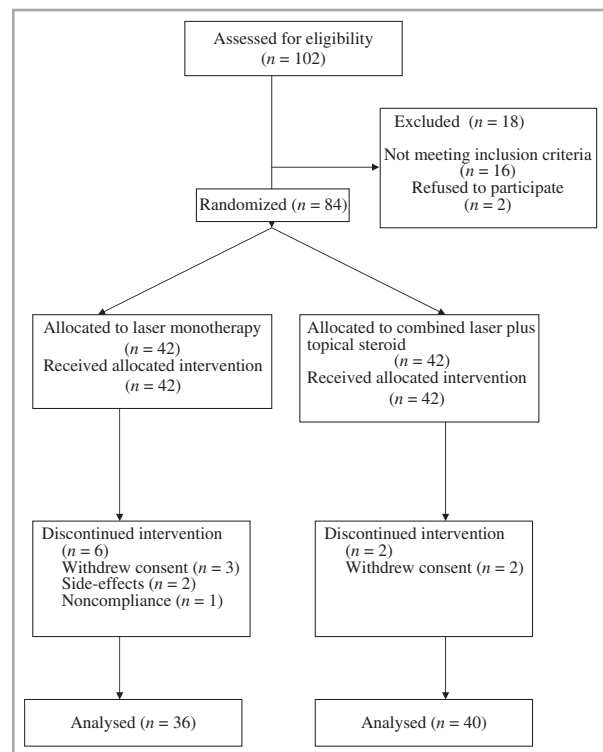 Assessed for eligibility
(n = 102)
Excluded (n = 18)
Not meeting inclusion criteria
(n = 16)
Refused to participate
(n = 2)
Randomized (n = 84)
Allocated to laser monotherapy
(n = 42)
Received allocated intervention
(n = 42)
Allocated to combined laser plus
topical steroid
(n = 42)
Received allocated intervention
(n = 42)
Discontinued intervention
(n = 6)
Withdrew consent (n = 3)
Side-effects (n = 2)
Noncompliance (n = 1)
Discontinued intervention
(n = 2)
Withdrew consent (n = 2)
Analysed (n = 36)
Analysed (n = 40)